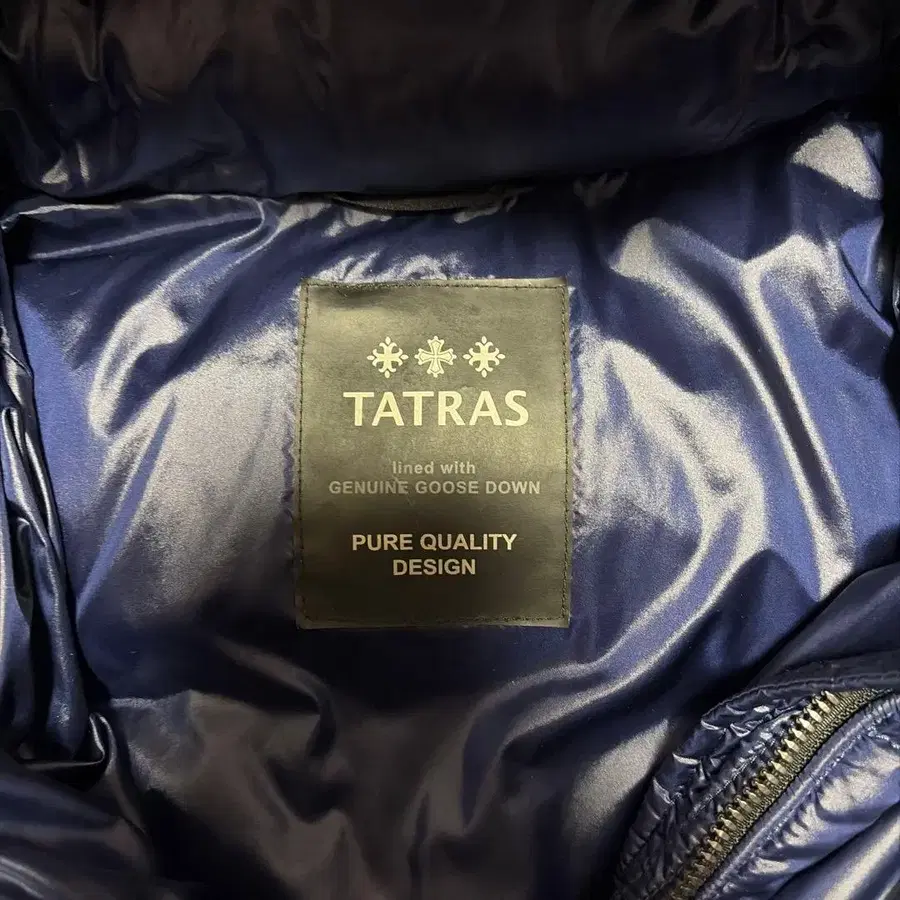 TATRAS
lined with
GENUINE GOOSE DOWN
PURE QUALITY
DESIGN